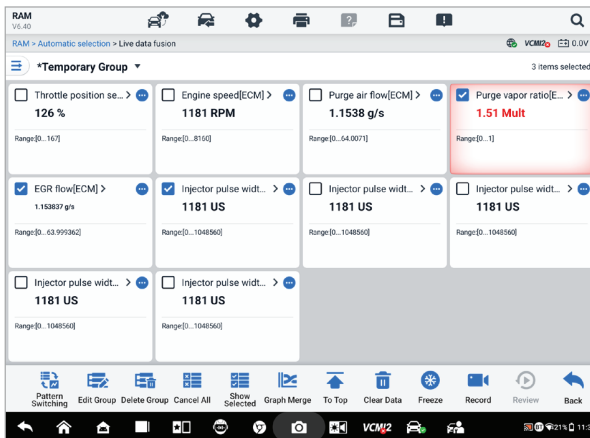 RAM
V6.40
RAM > Automatic selection > Live data fusion
VCMI2
0.0V
*Temporary Group
3 items selected
Throttle position se...
126 %
Range:[0...167]
Engine speed[ECM]
1181 RPM
Range:[0...8160]
Purge air flow[ECM]
1.1538 g/s
Range:[0...64.0071]
Purge vapor ratio[E...
1.51 Mult
Range:[0...1]
EGR flow[ECM]
1.153837 g/s
Range:[0...63.999362]
Injector pulse widt...
1181 US
Range:[0...1048560]
Injector pulse widt...
1181 US
Range:[0...1048560]
Injector pulse widt...
1181 US
Range:[0...1048560]
Injector pulse widt...
1181 US
Range:[0...1048560]
Injector pulse widt...
1181 US
Range:[0...1048560]
Pattern Switching
Edit Group
Delete Group
Cancel All
Show Selected
Graph Merge
To Top
Clear Data
Freeze
Record
Review
Back
VCMI2
21%
11:3